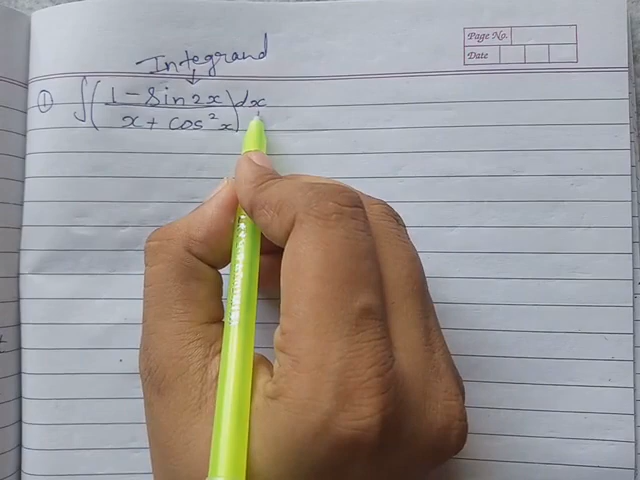 Page No.
Date
Integrand
① ∫(1 - Sin 2x / x + cos²x) dx